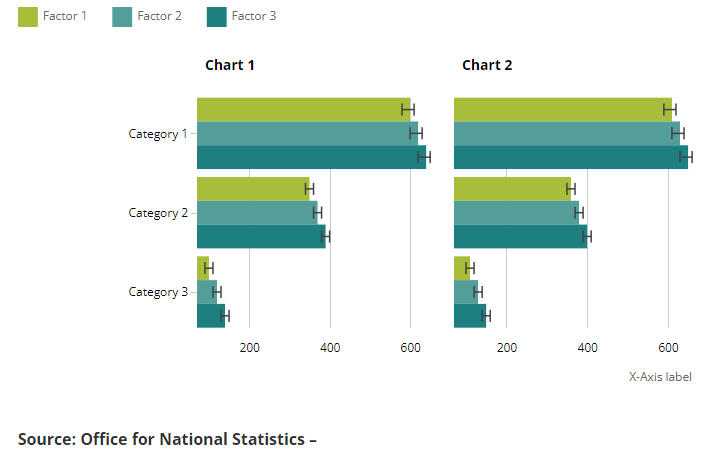 Factor 1 Factor 2 Factor 3
Chart 1 Chart 2
Category 1
Category 2
Category 3
200 400 600 200 400 600
X-Axis label
Source: Office for National Statistics –